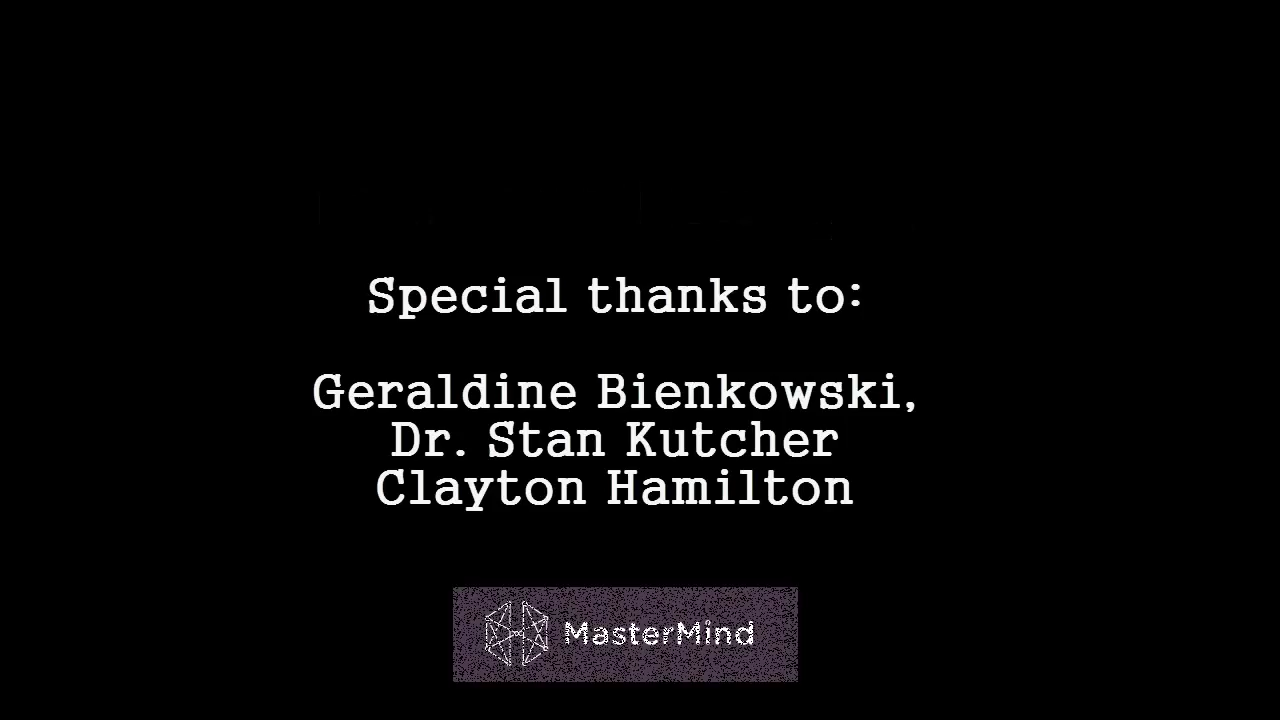 Special thanks to:
Geraldine Bienkowski,
Dr. Stan Kutcher
Clayton Hamilton
MasterMind